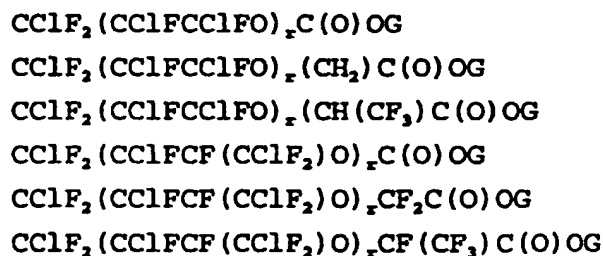 CClF₂(CClFCClFO)ᵣC(O)OG
CClF₂(CClFCClFO)ᵣ(CH₂)C(O)OG
CClF₂(CClFCClFO)ᵣ(CH(CF₃)C(O)OG
CClF₂(CClFCF(CClF₂)O)ᵣC(O)OG
CClF₂(CClFCF(CClF₂)O)ᵣCF₂C(O)OG
CClF₂(CClFCF(CClF₂)O)ᵣCF(CF₃)C(O)OG